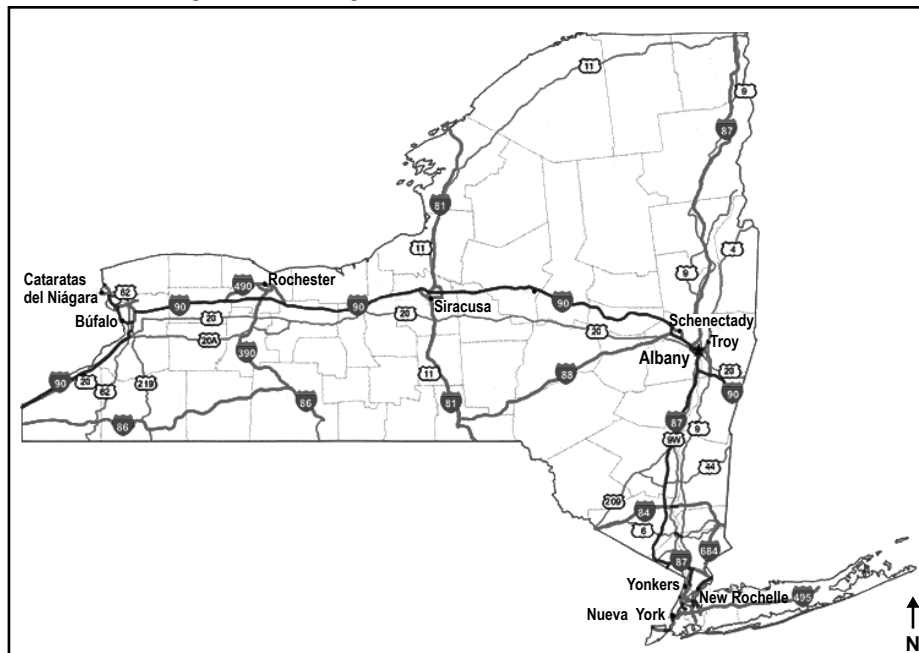 11
9
87
81
11
9
4
Cataratas
del Niágara
62
490
Rochester
90
90
Siracusa
90
Búfalo
20
20
20
Schenectady
Troy
20A
390
Albany
20
90
20
62
219
11
88
90
86
86
81
87
9
9W
44
209
84
6
87
684
Yonkers
New Rochelle
495
Nueva York
N